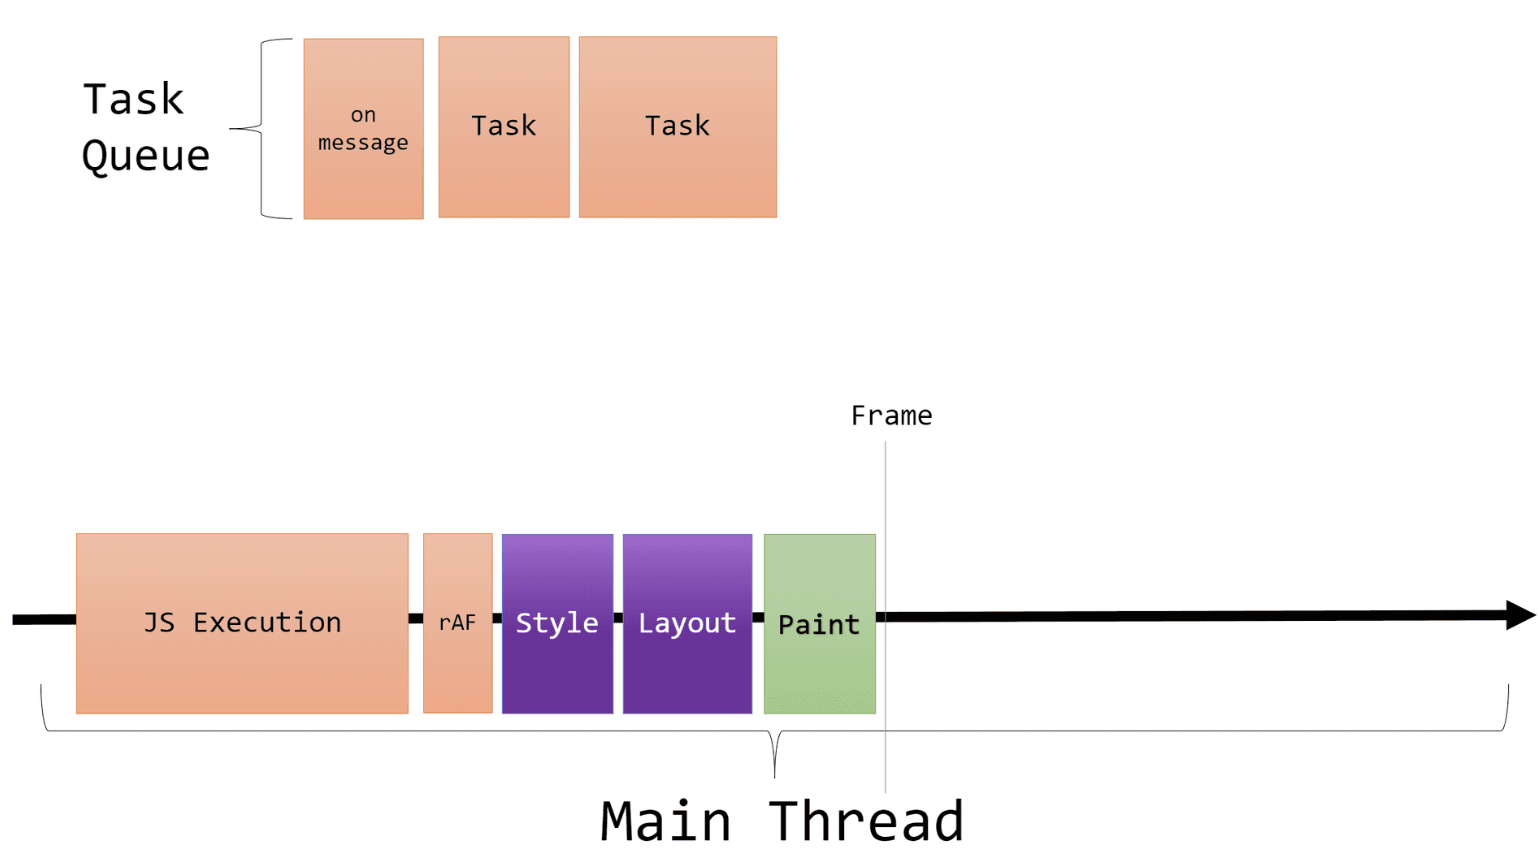 Task
Queue
on
message
Task
Task
Frame
JS Execution
rAF
Style
Layout
Paint
Main Thread